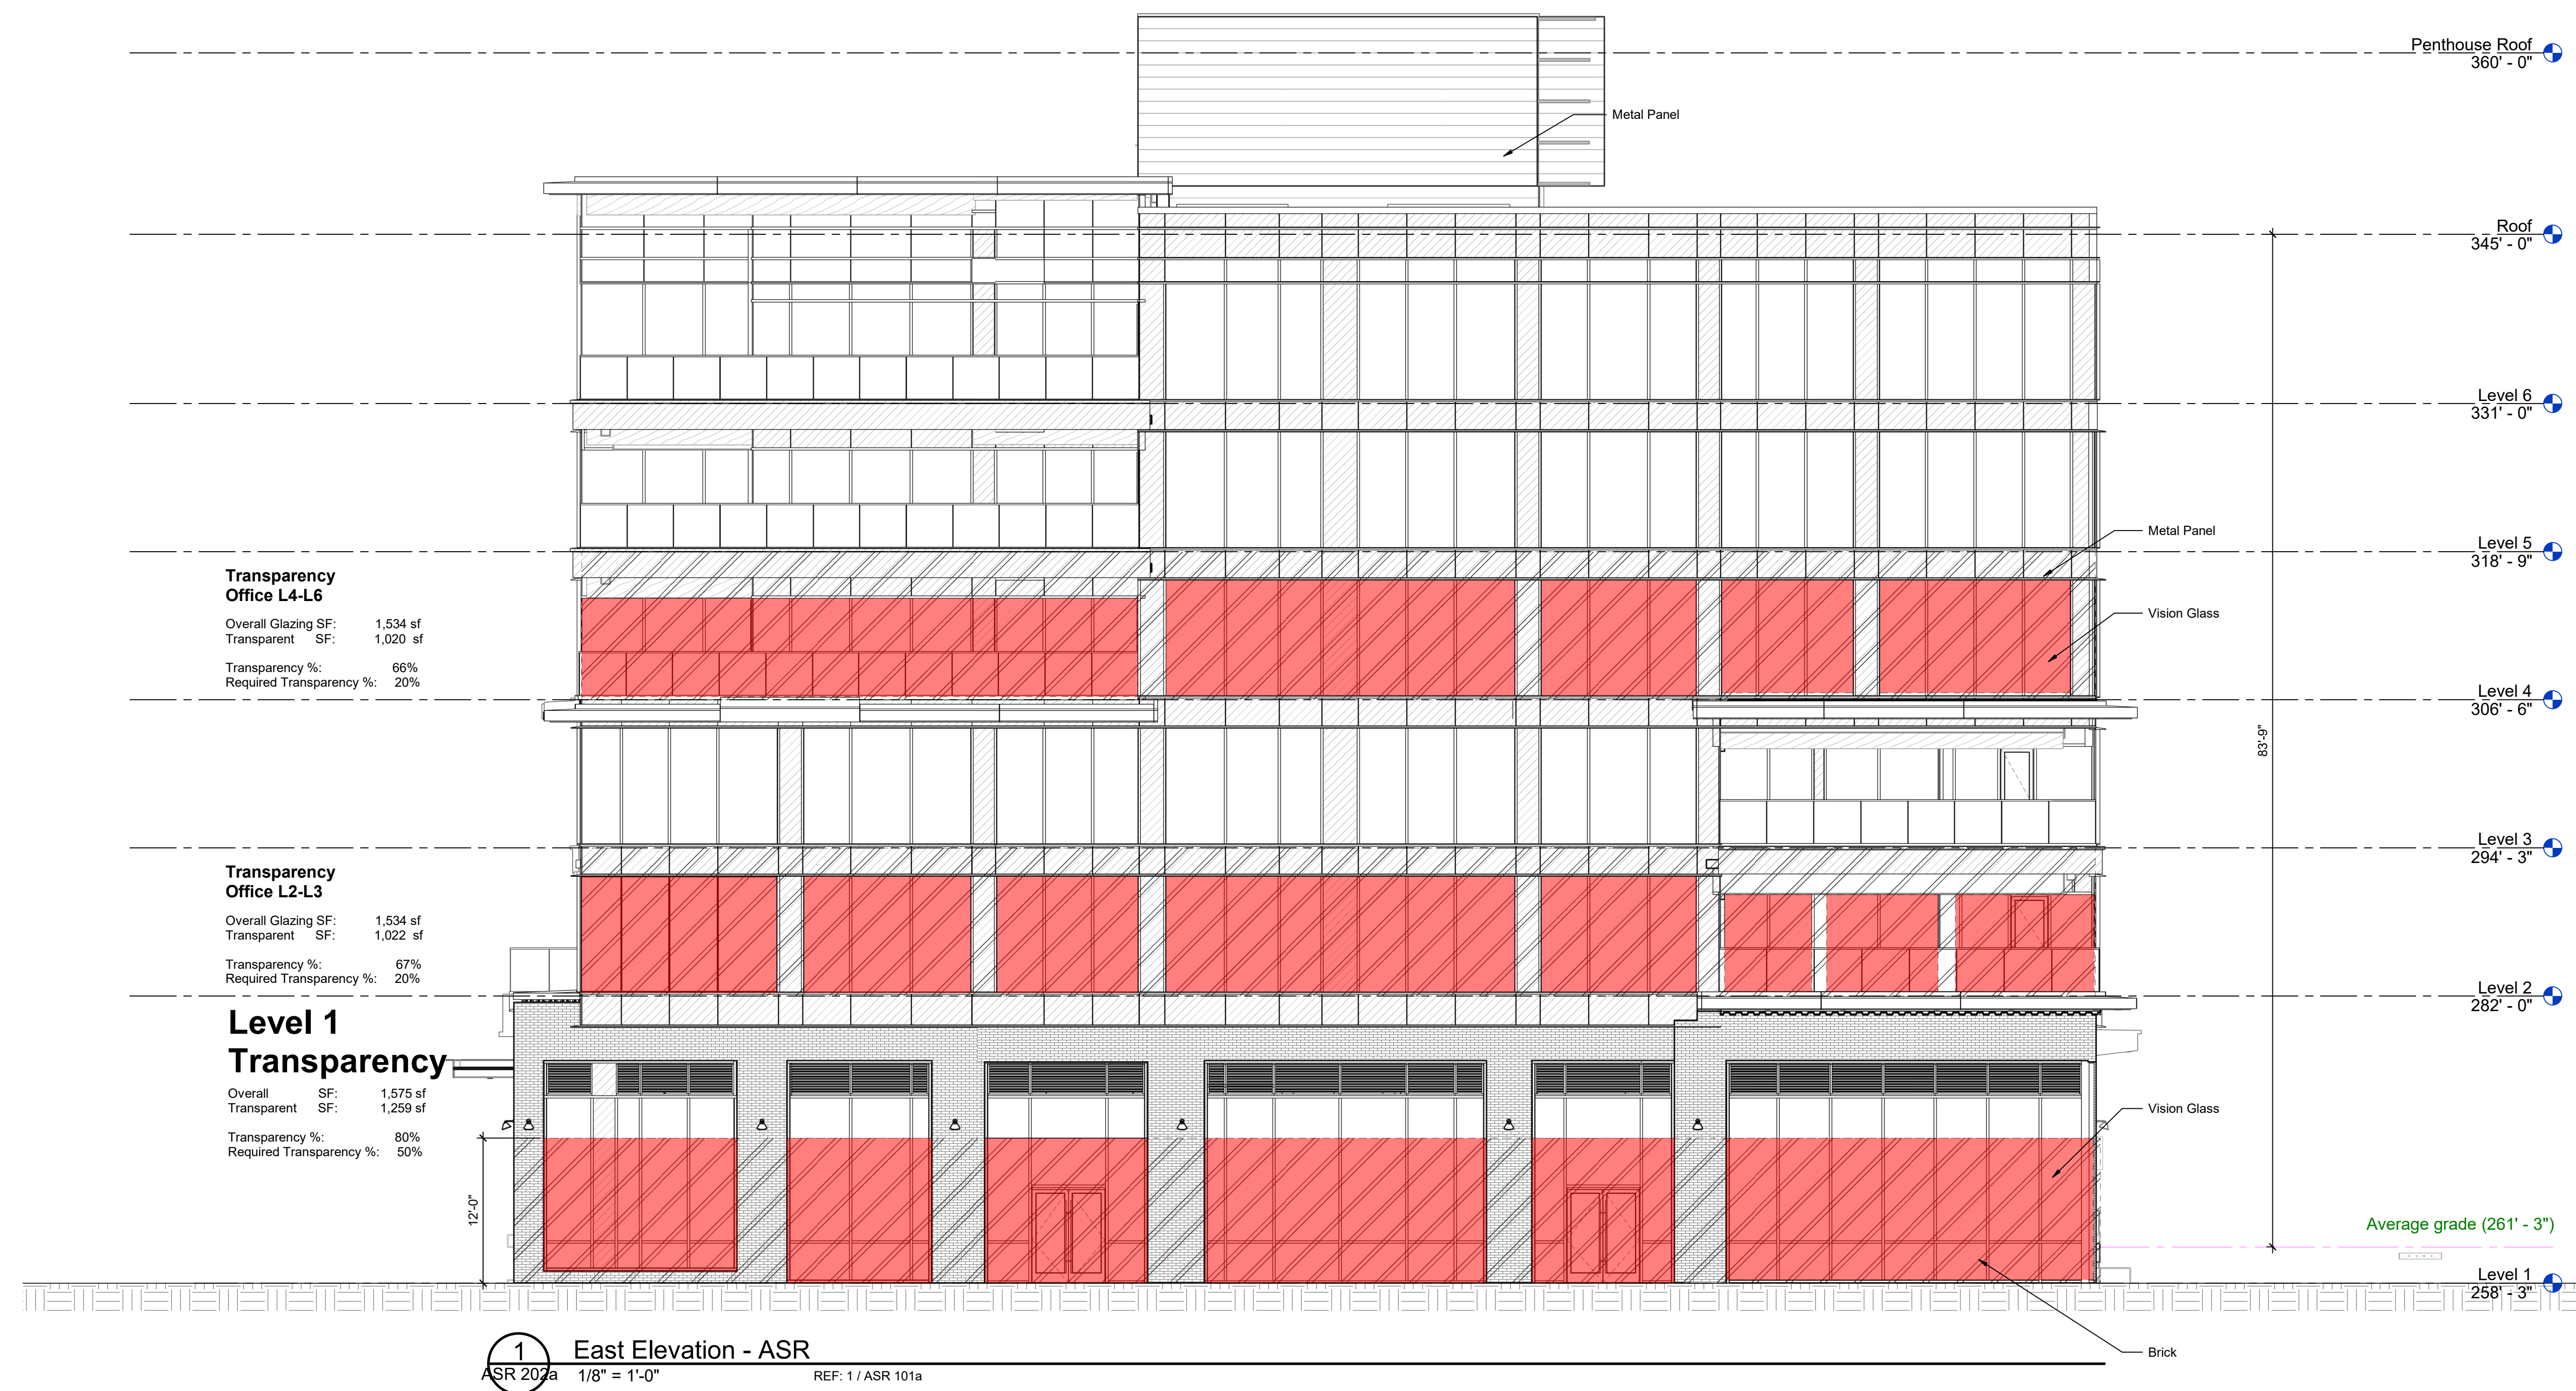 Penthouse Roof
360' - 0"
Metal Panel
Roof
345' - 0"
Level 6
331' - 0"
Metal Panel
Level 5
318' - 9"
Transparency
Office L4-L6
Overall Glazing SF: 1,534 sf
Transparent SF: 1,020 sf
Transparency %: 66%
Required Transparency %: 20%
Vision Glass
Level 4
306' - 6"
83'-9"
Level 3
294' - 3"
Transparency
Office L2-L3
Overall Glazing SF: 1,534 sf
Transparent SF: 1,022 sf
Transparency %: 67%
Required Transparency %: 20%
Level 2
282' - 0"
Level 1
Transparency
Overall SF: 1,575 sf
Transparent SF: 1,259 sf
Transparency %: 80%
Required Transparency %: 50%
Vision Glass
12'-0"
Average grade (261' - 3")
Level 1
258' - 3"
Brick
1
ASR 202a
East Elevation - ASR
1/8" = 1'-0"
REF: 1 / ASR 101a